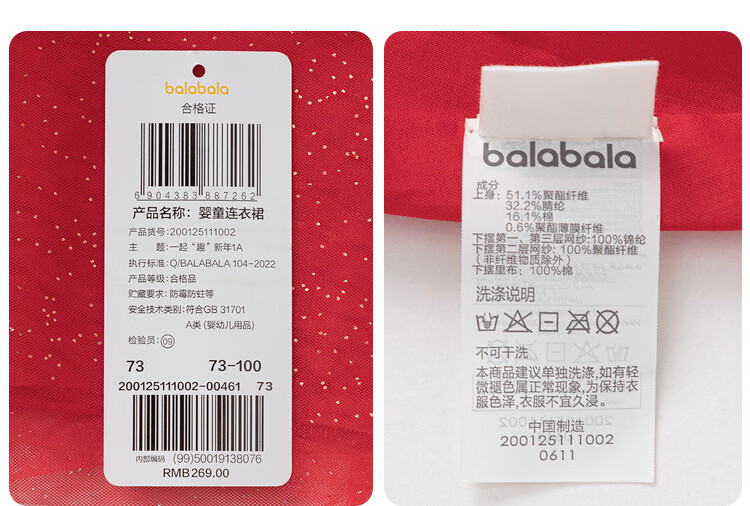 balabala
合格证
6 904383 887262
产品名称：婴童连衣裙
产品货号：200125111002
主 题：一起“趣”新年1A
执行标准：Q/BALABALA 104-2022
产品等级：合格品
贮藏要求：防霉防蛀等
安全技术类别：符合GB 31701
A类 (婴幼儿用品)
检验员：09
73 73-100
200125111002-00461 73
内部编码 (99)50019138076
RMB269.00
balabala
成分
上身：51.1%聚酯纤维
32.2%腈纶
16.1%棉
0.6%聚酯薄膜纤维
下摆第一、第三层网纱：100%锦纶
下摆第二层网纱：100%聚酯纤维
（非纤维物质除外）
下摆里布：100%棉
洗涤说明
不可干洗
本商品建议单独洗涤,如有轻
微褪色属正常现象,为保持衣
服色泽,衣服不宜久浸。
中国制造
200125111002
0611